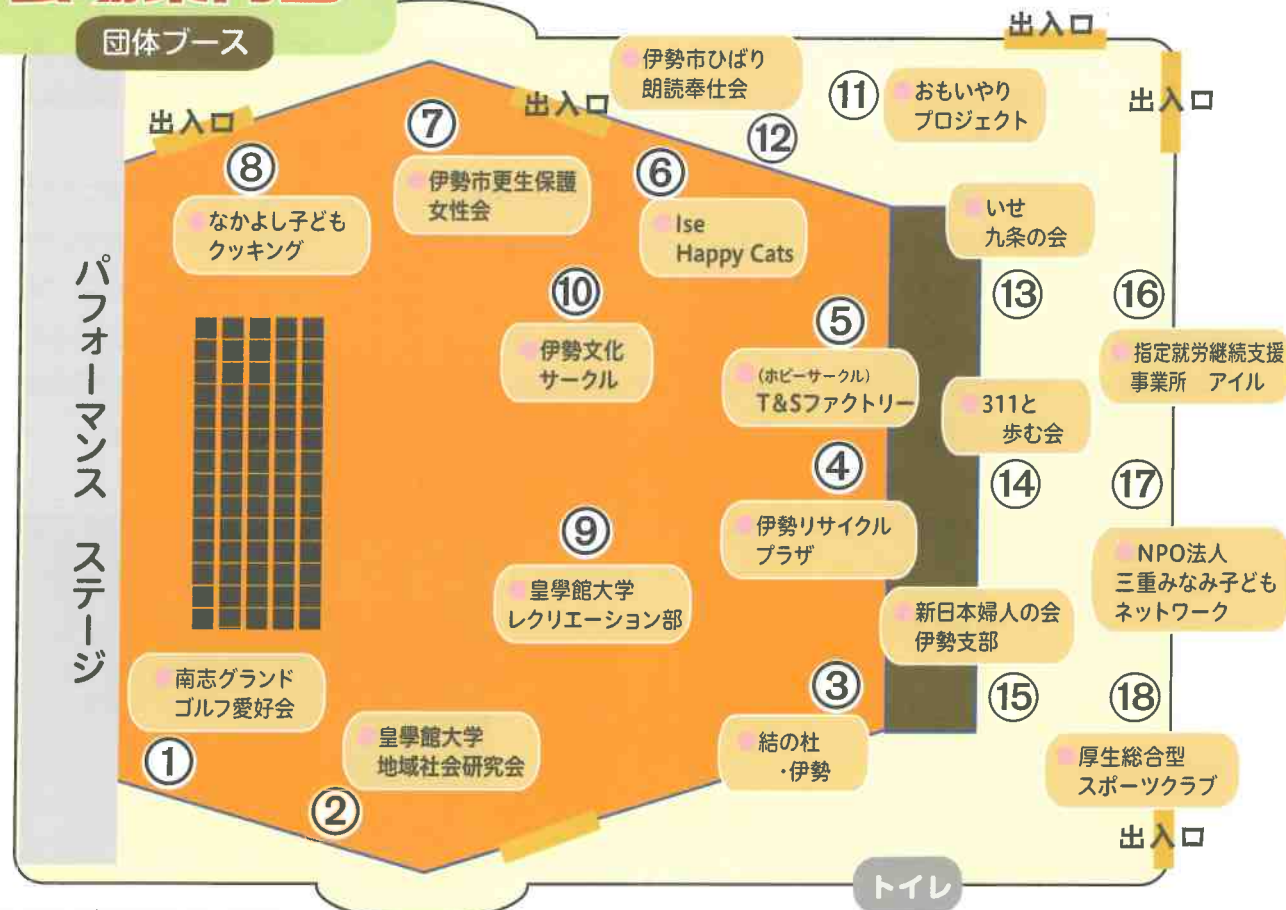 会場案内図
団体ブース
出入口
出入口
出入口
出入口
⑦
伊勢市更生保護
女性会
⑧
なかよし子ども
クッキング
伊勢市ひばり
朗読奉仕会
⑫
⑪
おもいやり
プロジェクト
⑥
Ise
Happy Cats
いせ
九条の会
⑬
⑩
伊勢文化
サークル
⑤
(ホビーサークル)
T&Sファクトリー
⑯
指定就労継続支援
事業所 アイル
311と
歩む会
⑭
パフォーマンス ステージ
④
伊勢リサイクル
プラザ
⑰
NPO法人
三重みなみ子ども
ネットワーク
⑨
皇學館大学
レクリエーション部
新日本婦人の会
伊勢支部
⑮
南志グランド
ゴルフ愛好会
①
皇學館大学
地域社会研究会
②
③
結の杜
・伊勢
⑱
厚生総合型
スポーツクラブ
出入口
トイレ